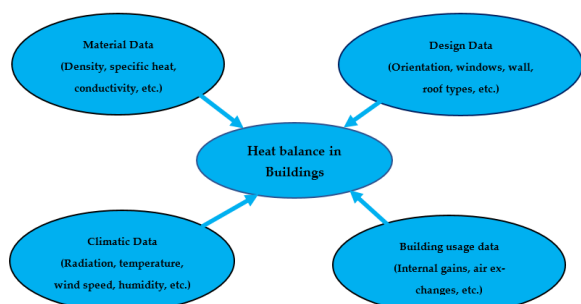 Material Data
(Density, specific heat,
conductivity, etc.)
Design Data
(Orientation, windows, wall,
roof types, etc.)
Heat balance in
Buildings
Climatic Data
(Radiation, temperature,
wind speed, humidity, etc.)
Building usage data
(Internal gains, air ex-
changes, etc.)